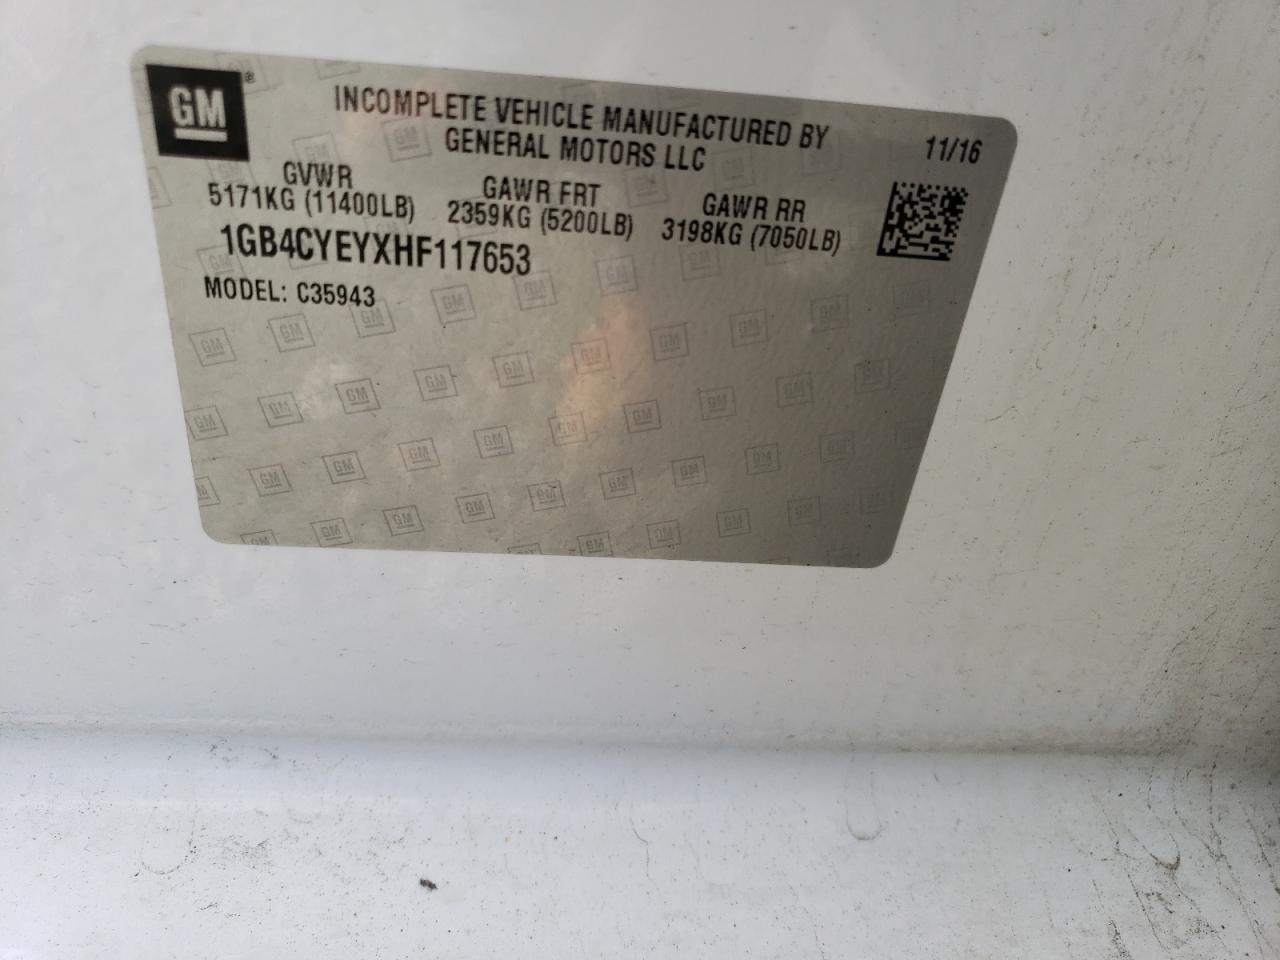 GM®
INCOMPLETE VEHICLE MANUFACTURED BY
GENERAL MOTORS LLC
11/16
GVWR
5171KG (11400LB)
GAWR FRT
2359KG (5200LB)
GAWR RR
3198KG (7050LB)
1GB4CYEYXHF117653
MODEL: C35943